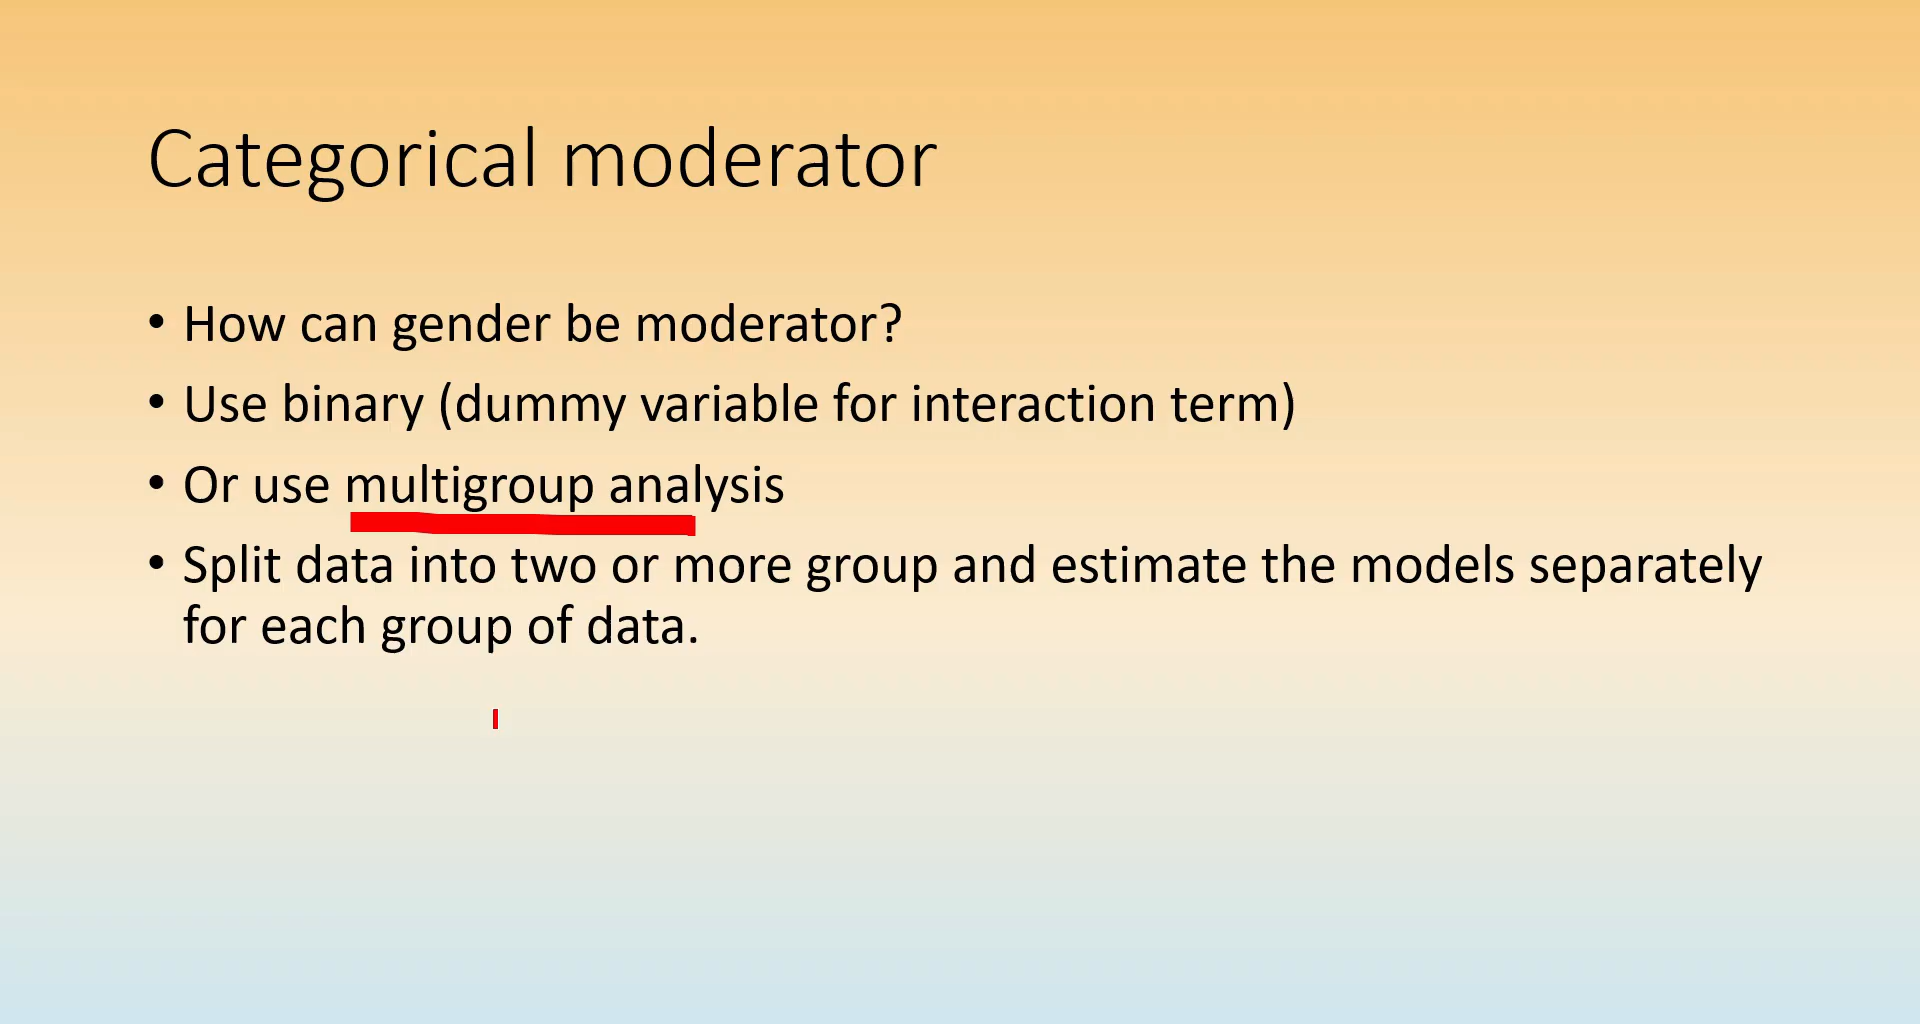 Categorical moderator
• How can gender be moderator?
• Use binary (dummy variable for interaction term)
• Or use multigroup analysis
• Split data into two or more group and estimate the models separately
for each group of data.